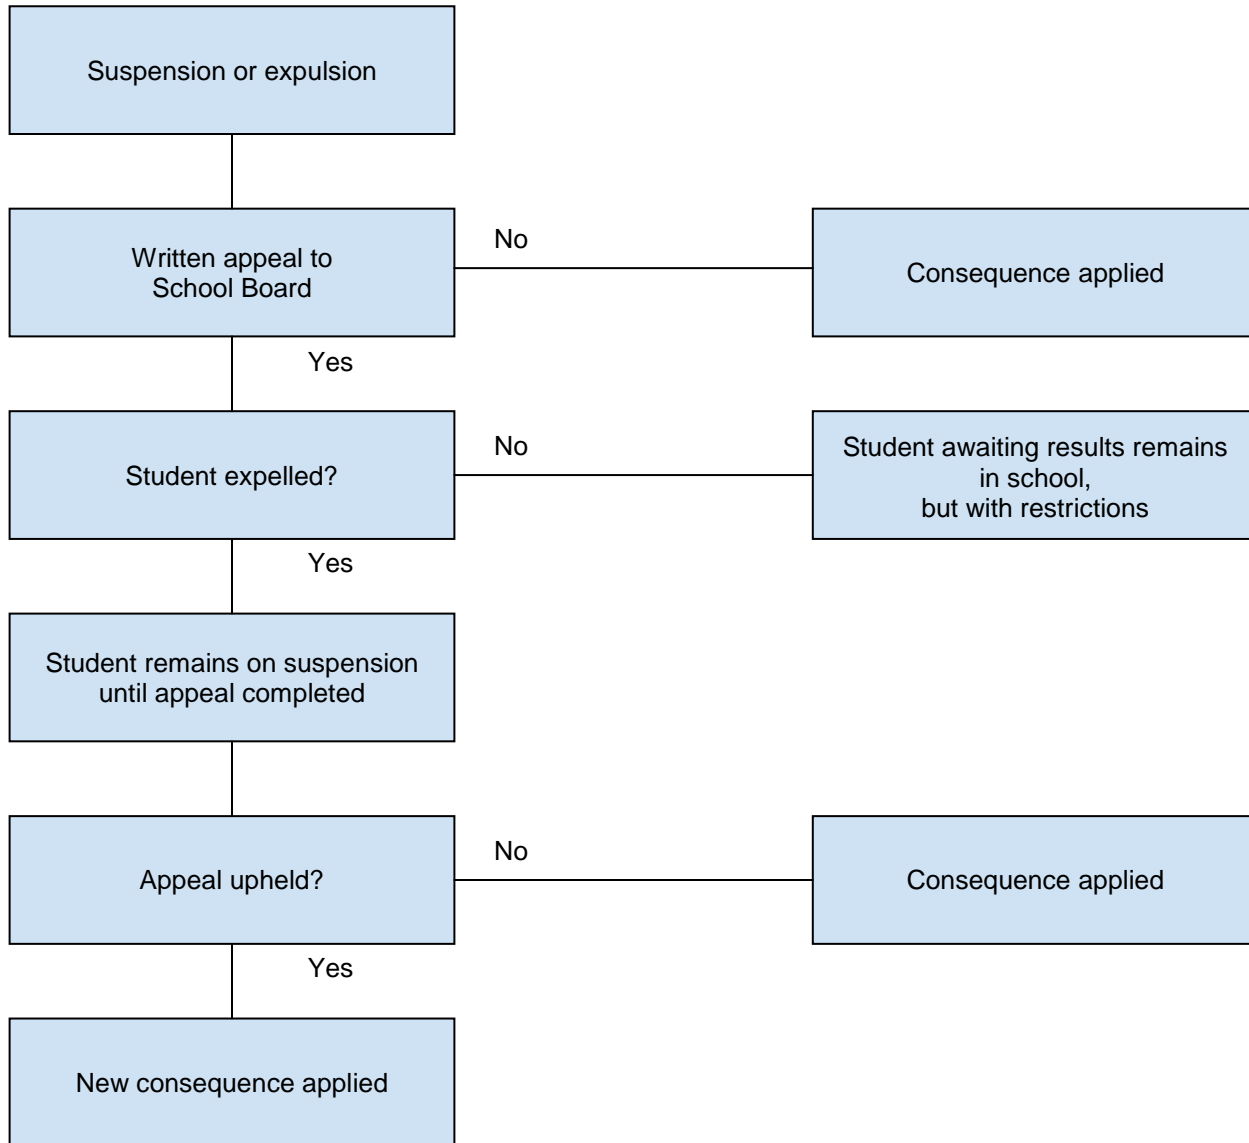 Suspension or expulsion
Written appeal to
School Board
No
Consequence applied
Yes
Student expelled?
No
Student awaiting results remains
in school,
but with restrictions
Yes
Student remains on suspension
until appeal completed
Appeal upheld?
No
Consequence applied
Yes
New consequence applied